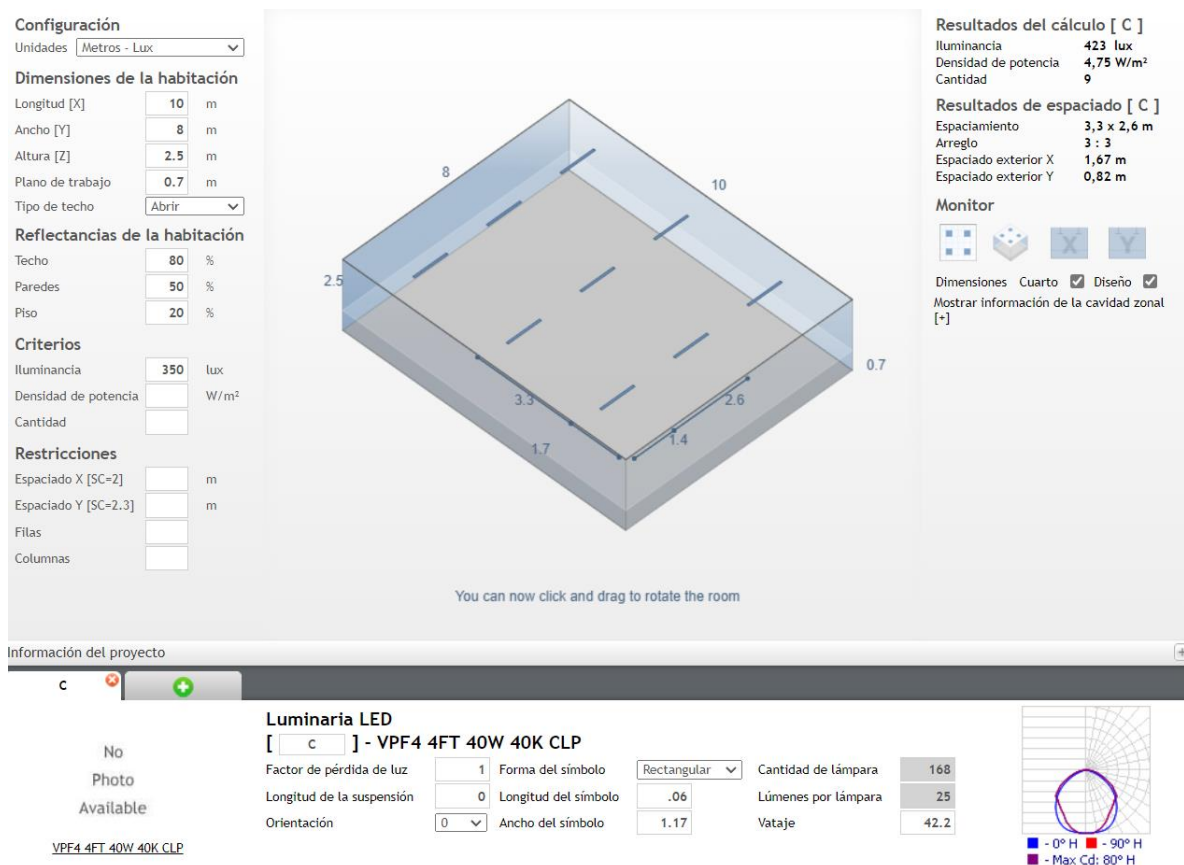 Configuración
Unidades Metros - Lux
Dimensiones de la habitación
Longitud [X] 10 m
Ancho [Y] 8 m
Altura [Z] 2.5 m
Plano de trabajo 0.7 m
Tipo de techo Abrir
Reflectancias de la habitación
Techo 80 %
Paredes 50 %
Piso 20 %
Criterios
Iluminancia 350 lux
Densidad de potencia W/m²
Cantidad
Restricciones
Espaciado X [SC=2] m
Espaciado Y [SC=2.3] m
Filas
Columnas
8
10
2.5
0.7
3.3
2.6
1.7
1.4
You can now click and drag to rotate the room
Resultados del cálculo [ C ]
Iluminancia 423 lux
Densidad de potencia 4,75 W/m²
Cantidad 9
Resultados de espaciado [ C ]
Espaciamiento 3,3 x 2,6 m
Arreglo 3 : 3
Espaciado exterior X 1,67 m
Espaciado exterior Y 0,82 m
Monitor
X Y
Dimensiones Cuarto Diseño
Mostrar información de la cavidad zonal
[+]
Información del proyecto
C
No
Photo
Available
VPF4 4FT 40W 40K CLP
Luminaria LED
[ C ] - VPF4 4FT 40W 40K CLP
Factor de pérdida de luz 1 Forma del símbolo Rectangular Cantidad de lámpara 168
Longitud de la suspensión 0 Longitud del símbolo .06 Lúmenes por lámpara 25
Orientación 0 Ancho del símbolo 1.17 Vataje 42.2
- 0° H - 90° H
- Max Cd: 80° H